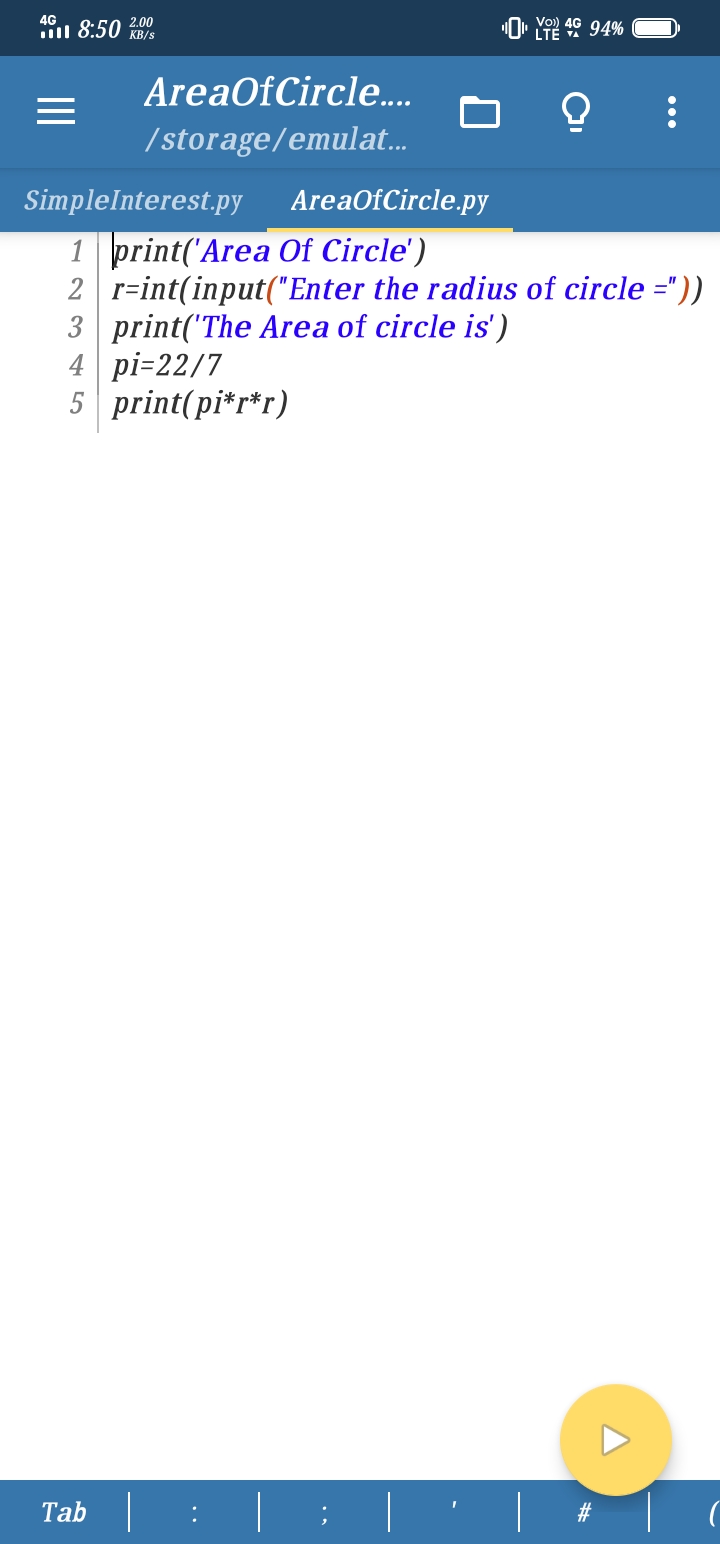 4G 8:50 2.00 KB/s Vo)) LTE 4G 94%
AreaOfCircle....
/storage/emulat...
SimpleInterest.py AreaOfCircle.py
1 print('Area Of Circle')
2 r=int(input("Enter the radius of circle ="))
3 print('The Area of circle is')
4 pi=22/7
5 print(pi*r*r)
Tab : ; ' # (